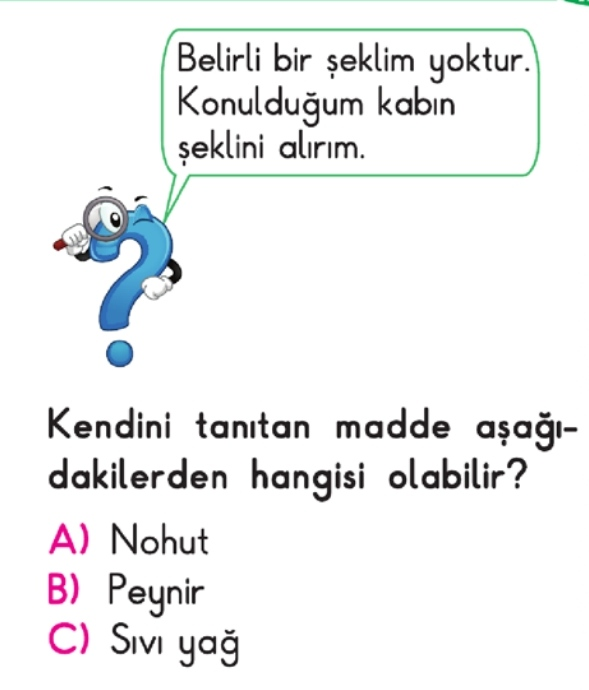 Belirli bir şeklim yoktur.
Konulduğum kabın
şeklini alırım.
Kendini tanıtan madde aşağı-
dakilerden hangisi olabilir?
A) Nohut
B) Peynir
C) Sıvı yağ